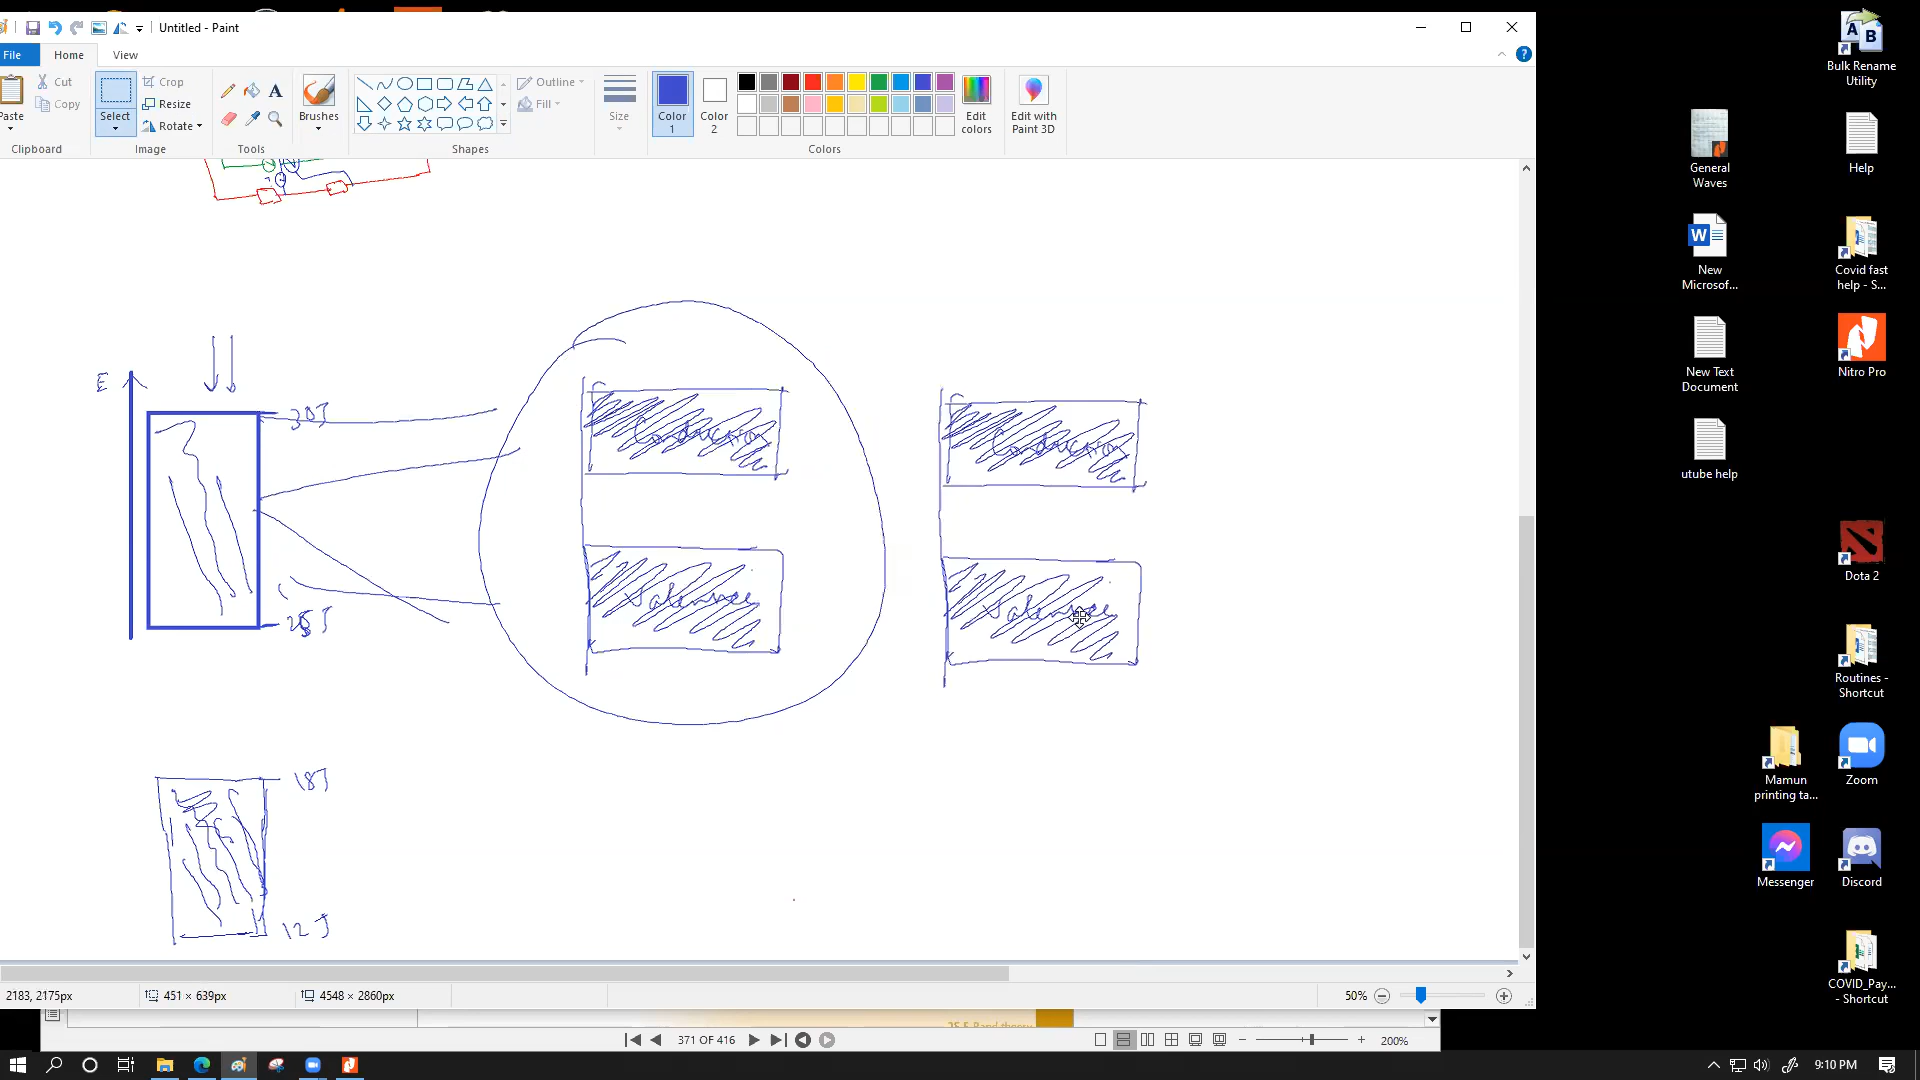 Untitled - Paint
File
Home
View
Paste
Cut
Copy
Clipboard
Select
Crop
Resize
Rotate
Image
Tools
Brushes
Shapes
Outline
Fill
Size
Color
1
Color
2
Edit
colors
Edit with
Paint 3D
Colors
E
30J
Conduction
Conduction
18J
12J
2183, 2175px
451 × 639px
4548 × 2860px
50%
25.5 Band theory
371 OF 416
200%
9:10 PM
Bulk Rename
Utility
General
Waves
Help
New
Microsof...
Covid fast
help - S...
New Text
Document
Nitro Pro
utube help
Dota 2
Routines -
Shortcut
Mamun
printing ta...
Zoom
Messenger
Discord
COVID_Pay...
- Shortcut